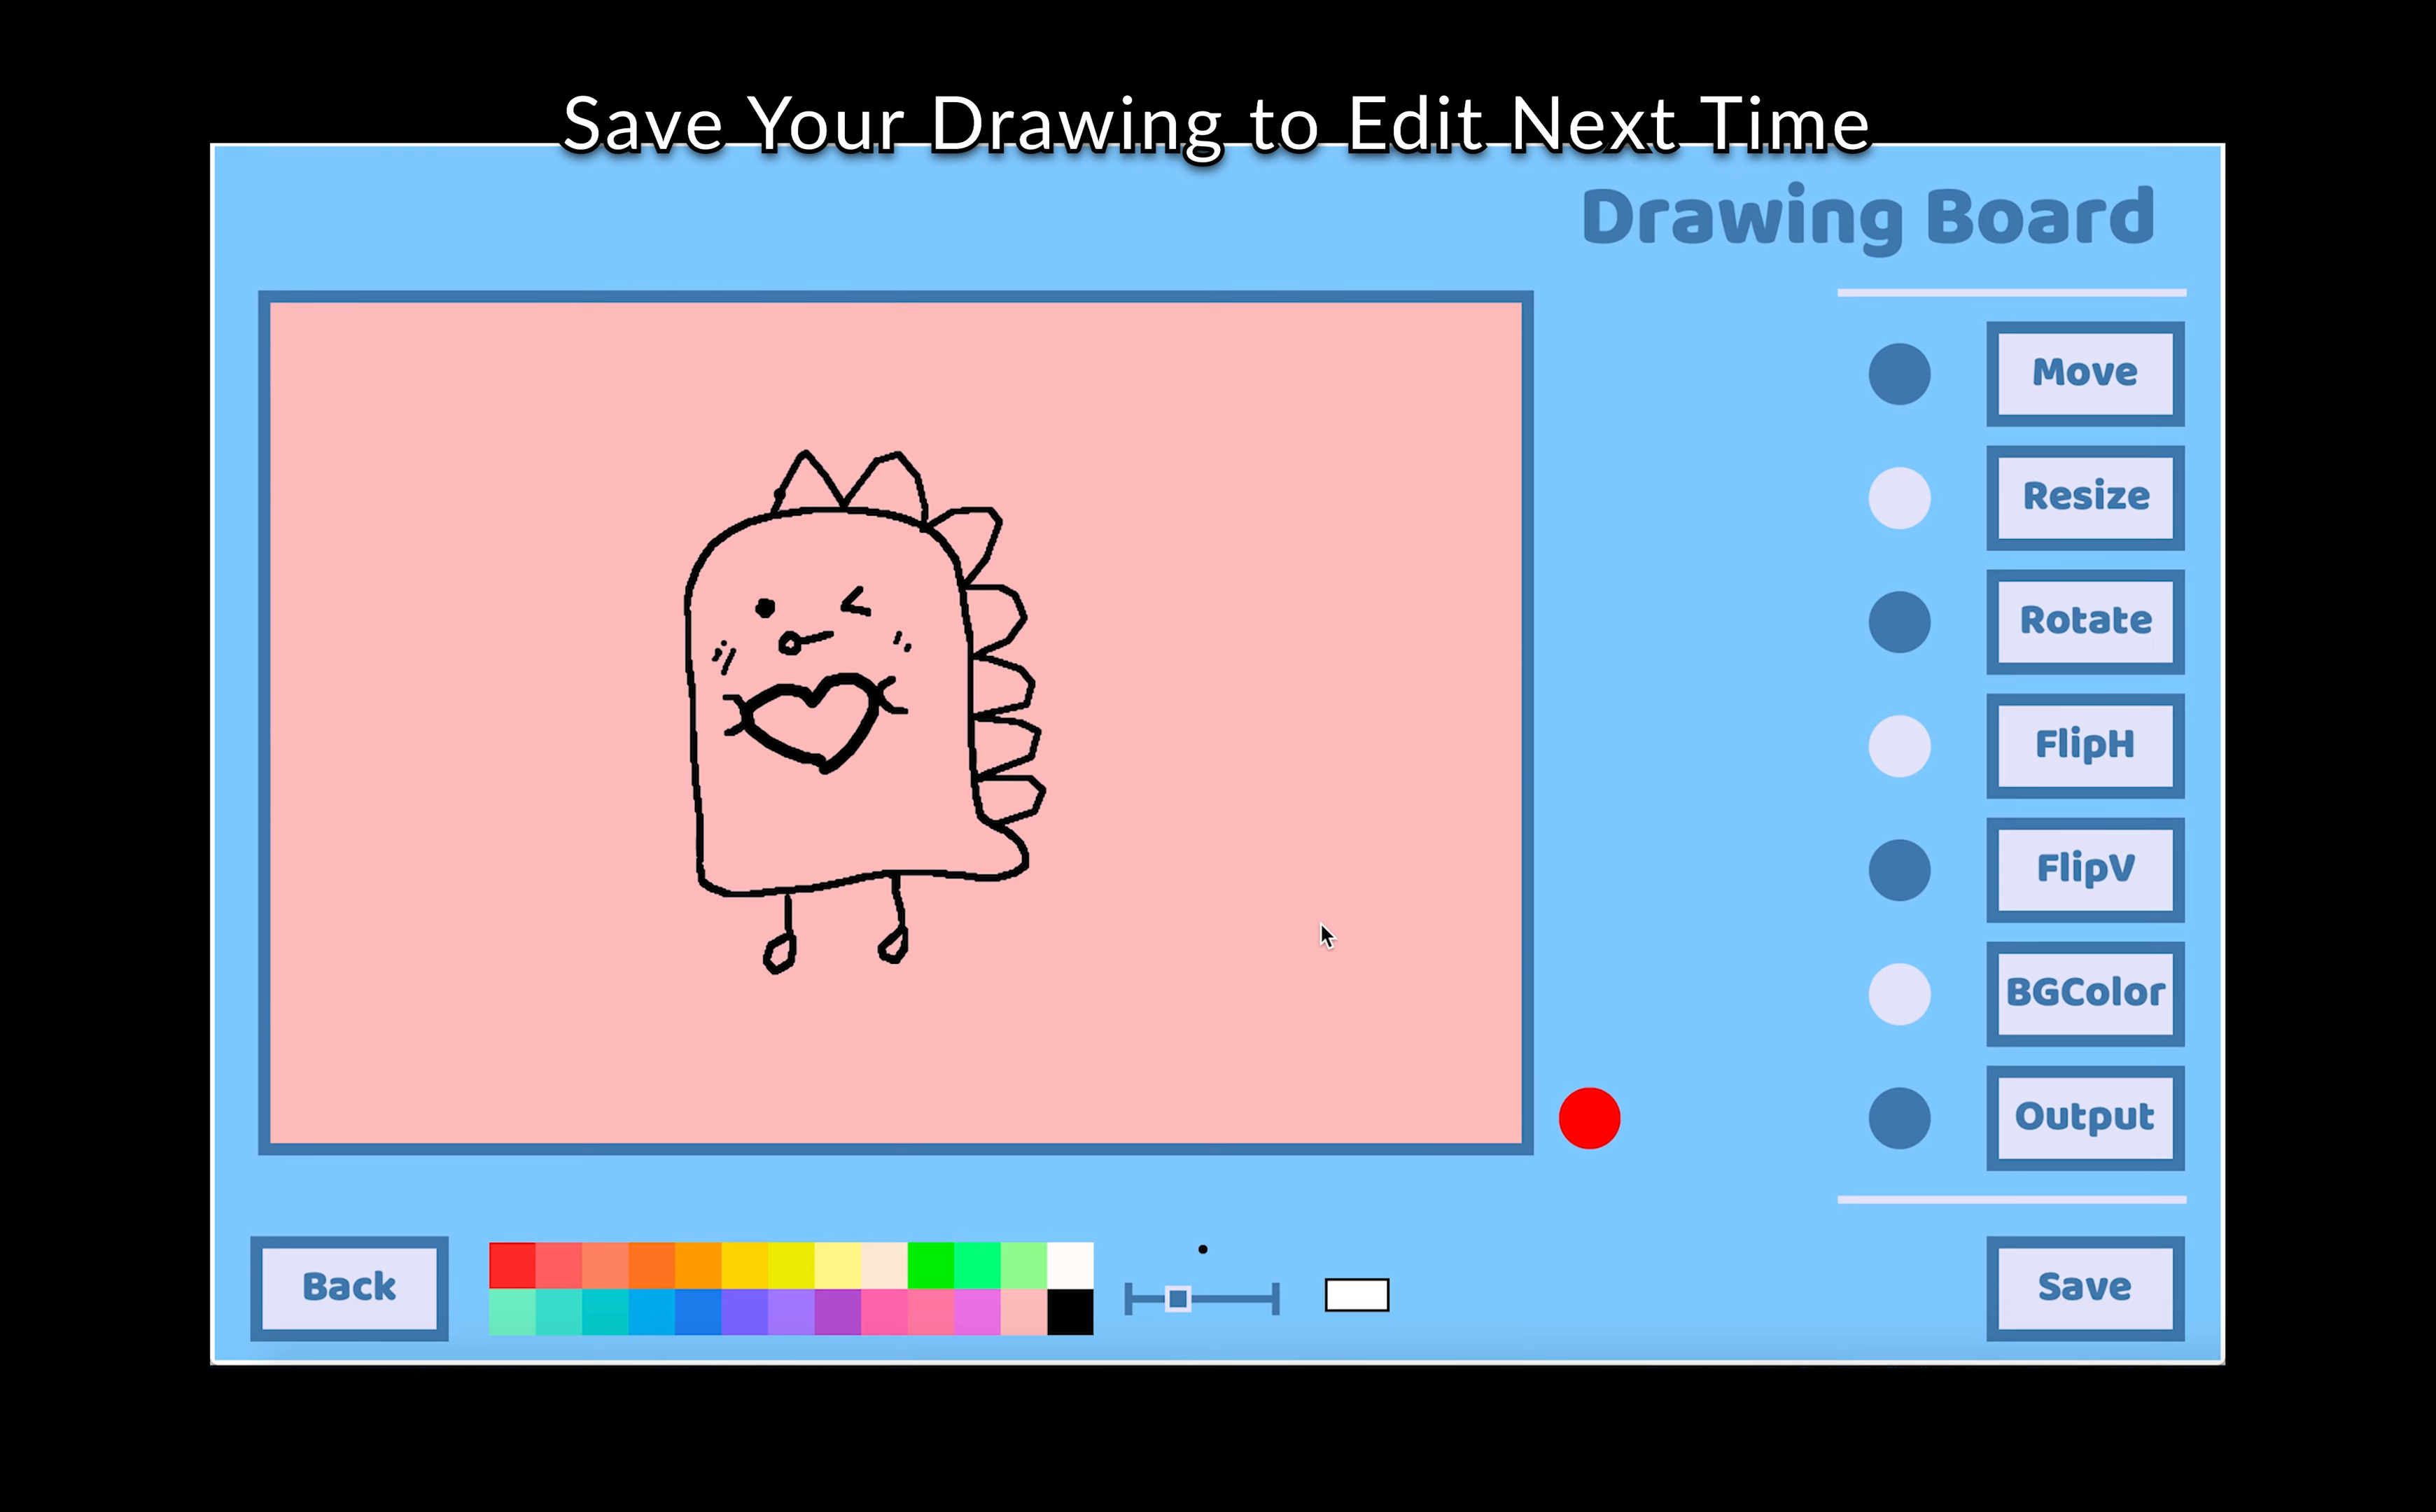 Save Your Drawing to Edit Next Time
Drawing Board
Move
Resize
Rotate
FlipH
FlipV
BGColor
Output
Back
Save